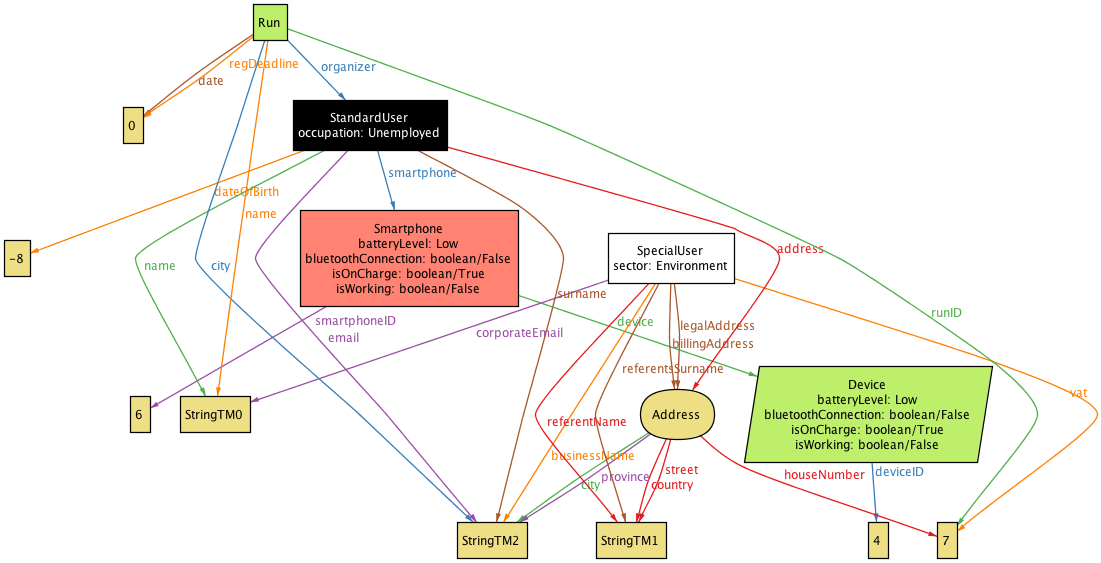 Run
regDeadline
organizer
date
StandardUser
occupation: Unemployed
0
smartphone
dateOfBirth
name
Smartphone
batteryLevel: Low
bluetoothConnection: boolean/False
isOnCharge: boolean/True
isWorking: boolean/False
SpecialUser
sector: Environment
address
-8
name
city
surname
smartphoneID
email
corporateEmail
device
legalAddress
billingAddress
runID
referentsSurname
vat
Device
batteryLevel: Low
bluetoothConnection: boolean/False
isOnCharge: boolean/True
isWorking: boolean/False
6
StringTM0
Address
referentName
businessName
province
street
city
country
houseNumber
deviceID
StringTM2
StringTM1
4
7